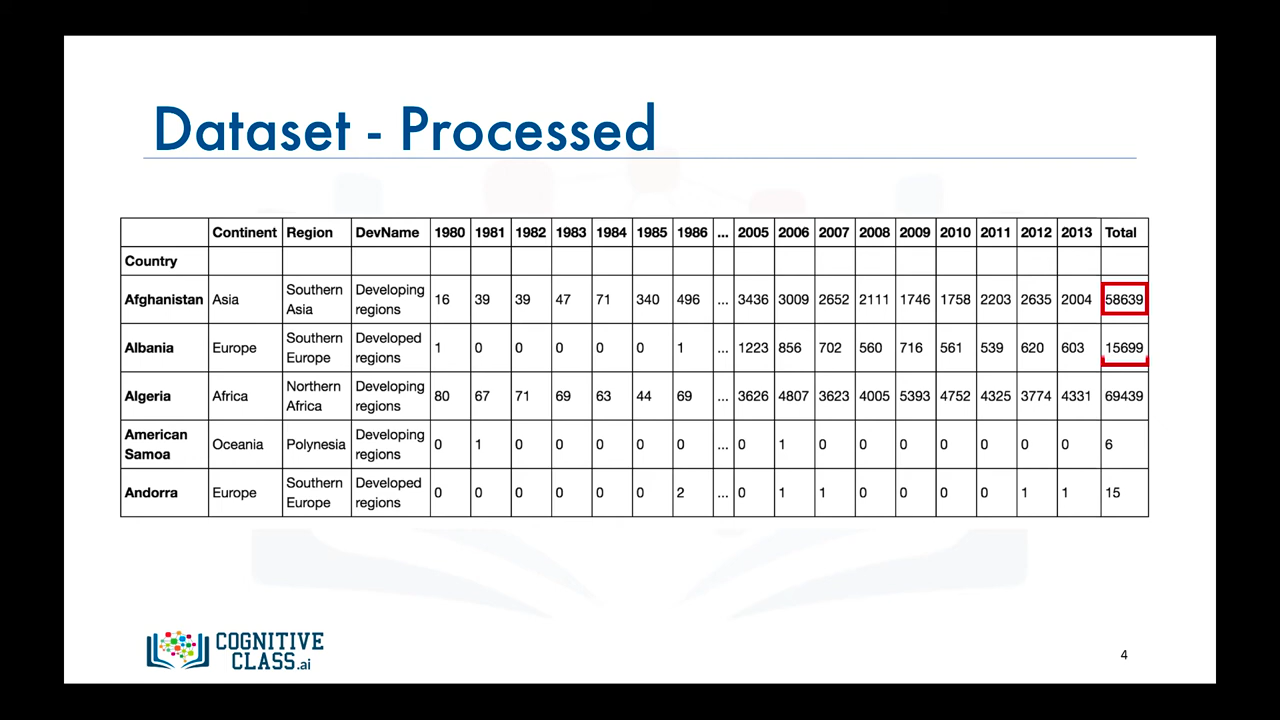 Dataset - Processed
Continent Region DevName 1980 1981 1982 1983 1984 1985 1986 ... 2005 2006 2007 2008 2009 2010 2011 2012 2013 Total
Country
Afghanistan Asia Southern Asia Developing regions 16 39 39 47 71 340 496 ... 3436 3009 2652 2111 1746 1758 2203 2635 2004 58639
Albania Europe Southern Europe Developed regions 1 0 0 0 0 0 1 ... 1223 856 702 560 716 561 539 620 603 15699
Algeria Africa Northern Africa Developing regions 80 67 71 69 63 44 69 ... 3626 4807 3623 4005 5393 4752 4325 3774 4331 69439
American Samoa Oceania Polynesia Developing regions 0 1 0 0 0 0 0 ... 0 1 0 0 0 0 0 0 0 6
Andorra Europe Southern Europe Developed regions 0 0 0 0 0 0 2 ... 0 1 1 0 0 0 0 1 1 15
COGNITIVE
CLASS.ai
4